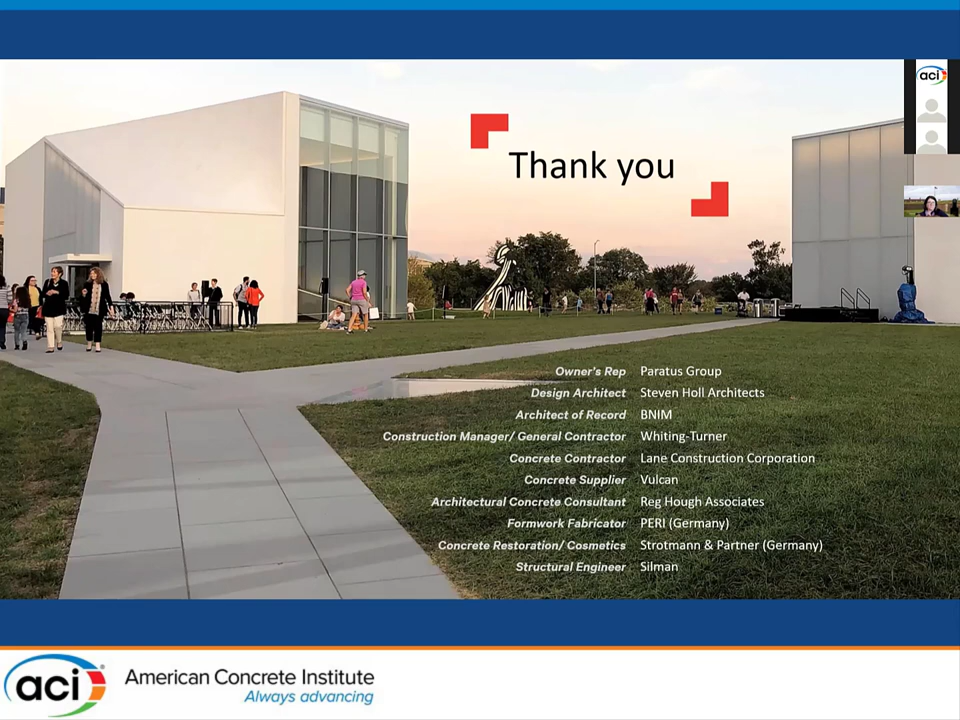 aci
Thank you
Owner's Rep Paratus Group
Design Architect Steven Holl Architects
Architect of Record BNIM
Construction Manager/ General Contractor Whiting-Turner
Concrete Contractor Lane Construction Corporation
Concrete Supplier Vulcan
Architectural Concrete Consultant Reg Hough Associates
Formwork Fabricator PERI (Germany)
Concrete Restoration/ Cosmetics Strotmann & Partner (Germany)
Structural Engineer Silman
aci®
American Concrete Institute
Always advancing